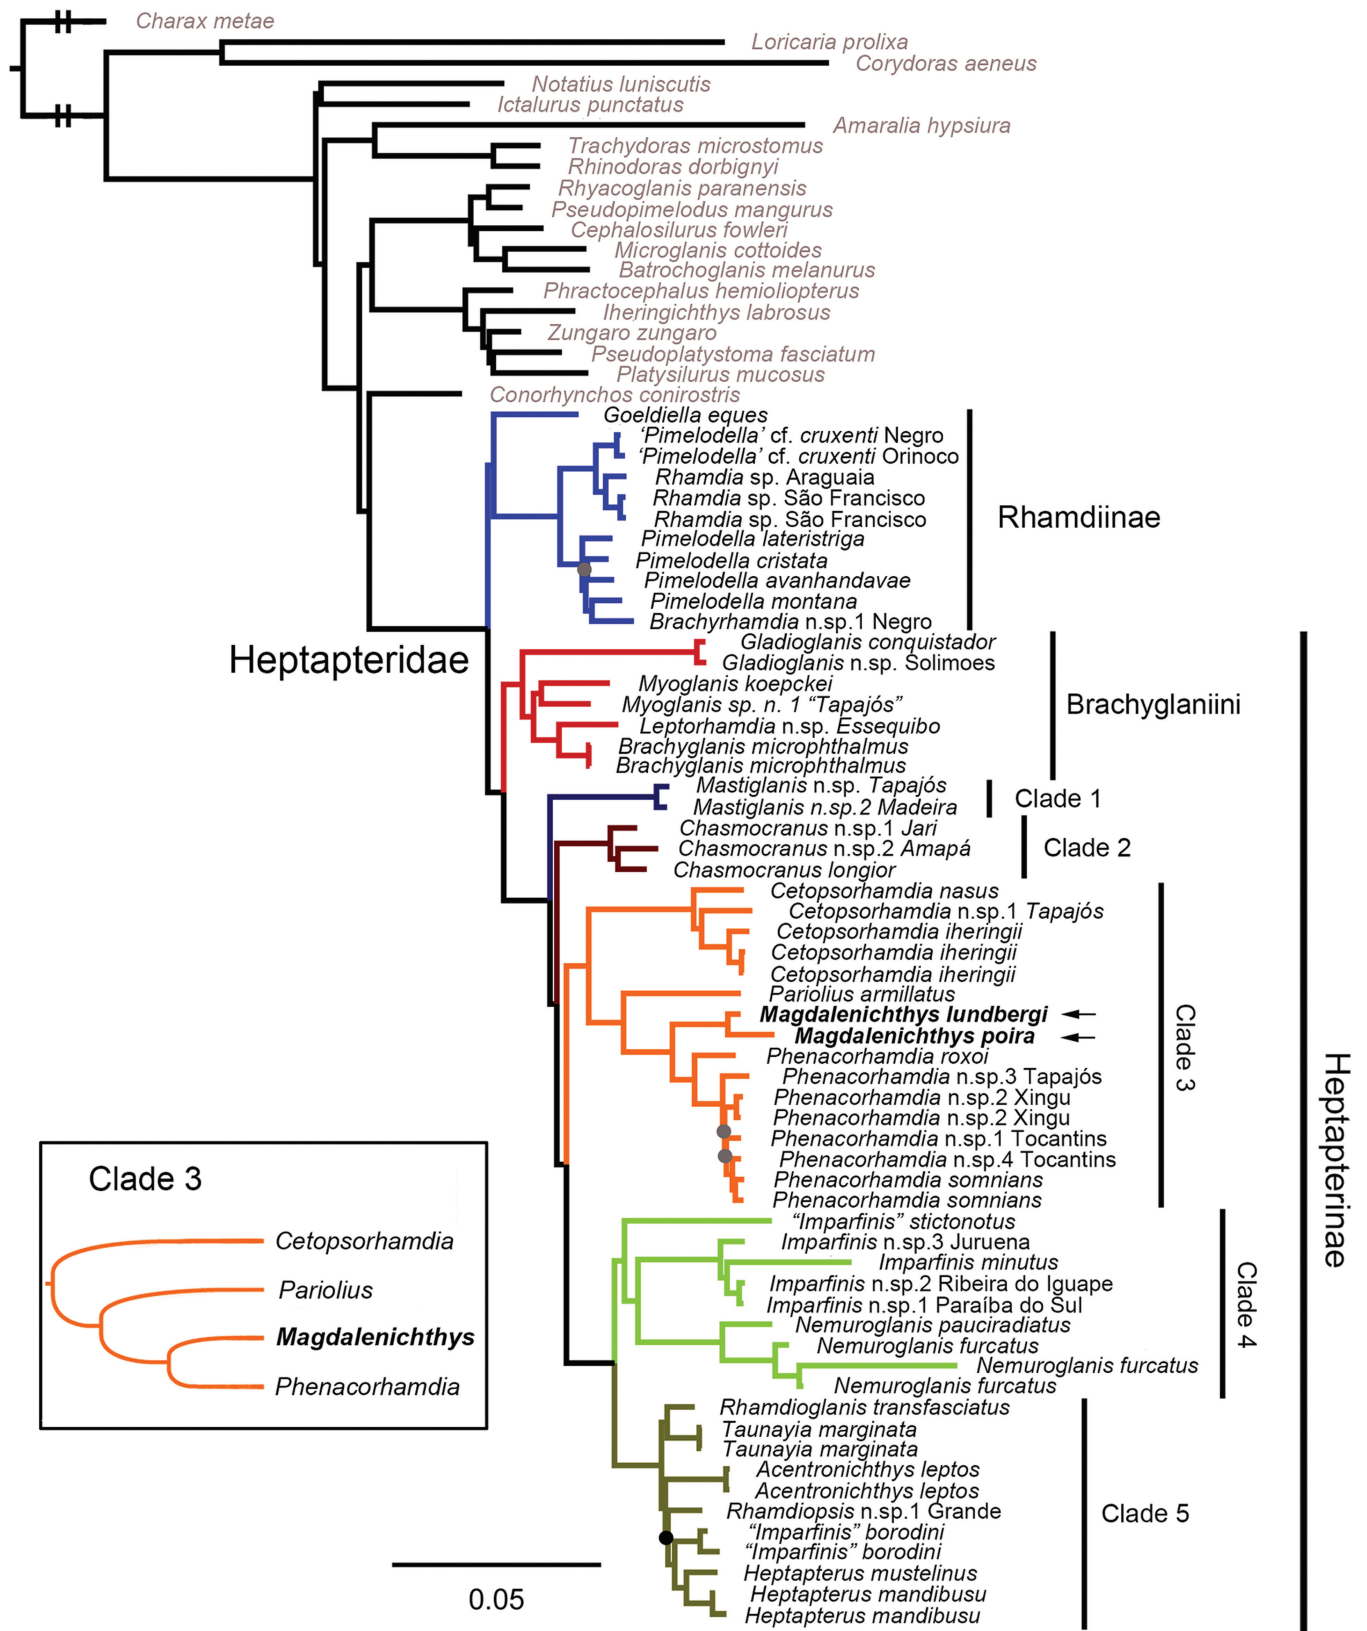 Charax metae
Loricaria prolixa
Corydoras aeneus
Notatius luniscutis
Ictalurus punctatus
Amaralia hypsiura
Trachydoras microstomus
Rhinodoras dorbignyi
Rhyacoglanis paranensis
Pseudopimelodus mangurus
Cephalosilurus fowleri
Microglanis cottoides
Batrochoglanis melanurus
Phractocephalus hemioliopterus
Iheringichthys labrosus
Zungaro zungaro
Pseudoplatystoma fasciatum
Platysilurus mucosus
Conorhynchos conirostris
Goeldiella eques
‘Pimelodella’ cf. cruxenti Negro
‘Pimelodella’ cf. cruxenti Orinoco
Rhamdia sp. Araguaia
Rhamdia sp. São Francisco
Rhamdia sp. São Francisco
Pimelodella lateristriga
Pimelodella cristata
Pimelodella avanhandavae
Pimelodella montana
Brachyrhamdia n.sp.1 Negro
Rhamdiinae
Heptapteridae
Gladioglanis conquistador
Gladioglanis n.sp. Solimoes
Myoglanis koepckei
Myoglanis sp. n. 1 “Tapajós”
Leptorhamdia n.sp. Essequibo
Brachyglanis microphthalmus
Brachyglanis microphthalmus
Brachyglaniini
Mastiglanis n.sp. Tapajós
Mastiglanis n.sp.2 Madeira
Clade 1
Chasmocranus n.sp.1 Jari
Chasmocranus n.sp.2 Amapá
Chasmocranus longior
Clade 2
Cetopsorhamdia nasus
Cetopsorhamdia n.sp.1 Tapajós
Cetopsorhamdia iheringii
Cetopsorhamdia iheringii
Cetopsorhamdia iheringii
Pariolius armillatus
Magdalenichthys lundbergi
Magdalenichthys poira
Phenacorhamdia roxoi
Phenacorhamdia n.sp.3 Tapajós
Phenacorhamdia n.sp.2 Xingu
Phenacorhamdia n.sp.2 Xingu
Phenacorhamdia n.sp.1 Tocantins
Phenacorhamdia n.sp.4 Tocantins
Phenacorhamdia somnians
Phenacorhamdia somnians
Clade 3
Heptapterinae
“Imparfinis” stictonotus
Imparfinis n.sp.3 Juruena
Imparfinis minutus
Imparfinis n.sp.2 Ribeira do Iguape
Imparfinis n.sp.1 Paraíba do Sul
Nemuroglanis pauciradiatus
Nemuroglanis furcatus
Nemuroglanis furcatus
Nemuroglanis furcatus
Clade 4
Rhamdioglanis transfasciatus
Taunayia marginata
Taunayia marginata
Acentronichthys leptos
Acentronichthys leptos
Rhamdiopsis n.sp.1 Grande
“Imparfinis” borodini
“Imparfinis” borodini
Heptapterus mustelinus
Heptapterus mandibusu
Heptapterus mandibusu
Clade 5
Clade 3
Cetopsorhamdia
Pariolius
Magdalenichthys
Phenacorhamdia
0.05